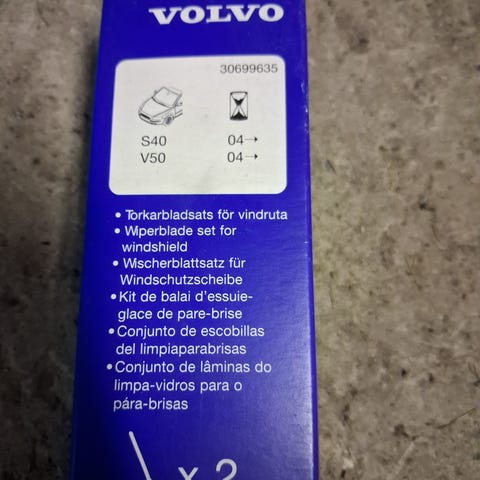 VOLVO
30699635
S40 04→
V50 04→
• Torkarbladsats för vindruta
• Wiperblade set for
windshield
• Wischerblattsatz für
Windschutzscheibe
• Kit de balai d'essuie-
glace de pare-brise
• Conjunto de escobillas
del limpiaparabrisas
• Conjunto de lâminas do
limpa-vidros para o
pára-brisas
x 2